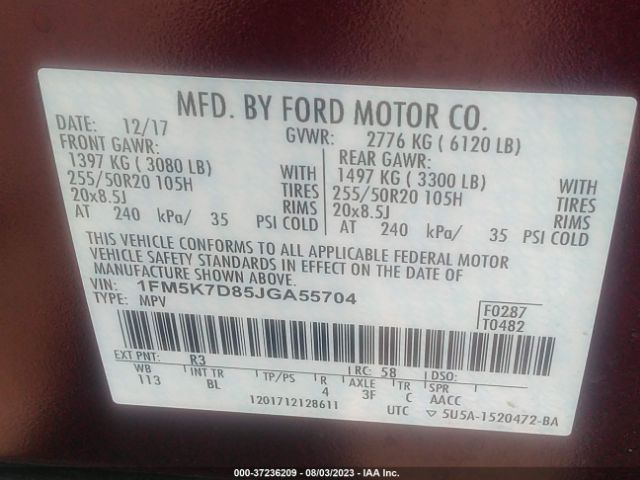 MFD. BY FORD MOTOR CO.
DATE: 12/17 GVWR: 2776 KG ( 6120 LB)
FRONT GAWR: REAR GAWR:
1397 KG ( 3080 LB) WITH 1497 KG ( 3300 LB) WITH
255/50R20 105H TIRES 255/50R20 105H TIRES
20x8.5J RIMS 20x8.5J RIMS
AT 240 kPa/ 35 PSI COLD AT 240 kPa/ 35 PSI COLD
THIS VEHICLE CONFORMS TO ALL APPLICABLE FEDERAL MOTOR
VEHICLE SAFETY STANDARDS IN EFFECT ON THE DATE OF
MANUFACTURE SHOWN ABOVE.
VIN: 1FM5K7D85JGA55704
TYPE: MPV
F0287
T0482
EXT PNT: R3 RC: 58 DSO:
WB INT TR TP/PS R AXLE TR SPR
113 BL 4 3F C AACC
1201712128611 UTC ▽ 5U5A-1520472-BA
000-37236209 - 08/03/2023 - IAA Inc.